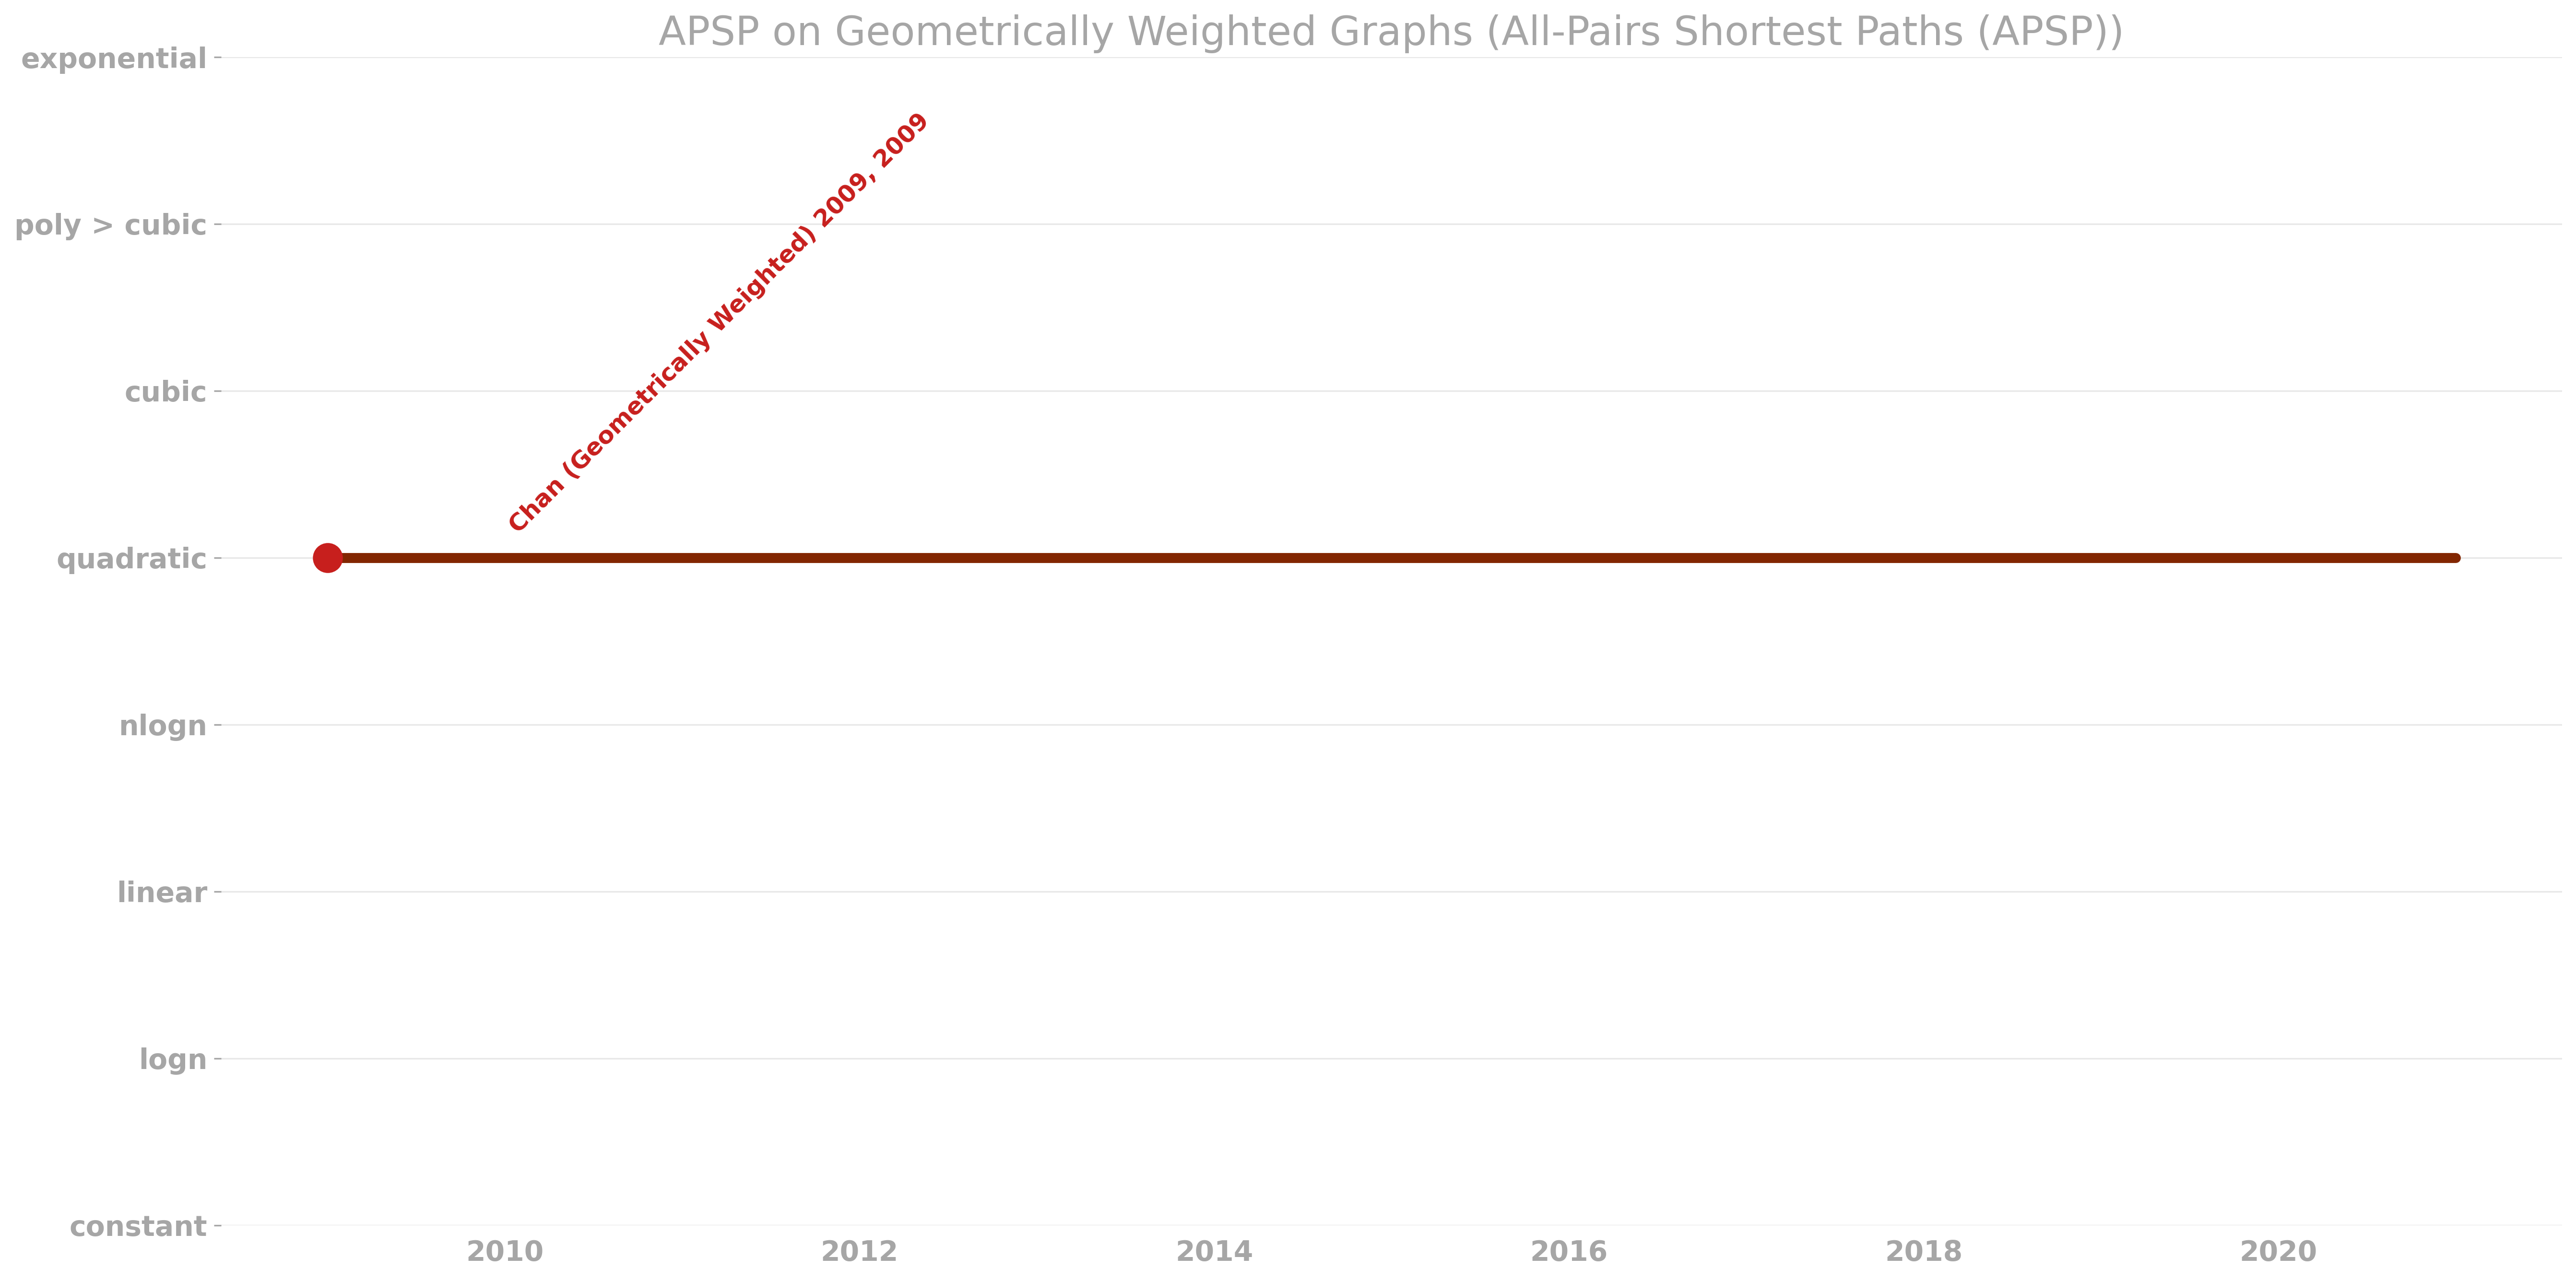 APSP on Geometrically Weighted Graphs (All-Pairs Shortest Paths (APSP))
exponential
poly > cubic
cubic
quadratic
nlogn
linear
logn
constant
Chan (Geometrically Weighted) 2009, 2009
2010
2012
2014
2016
2018
2020